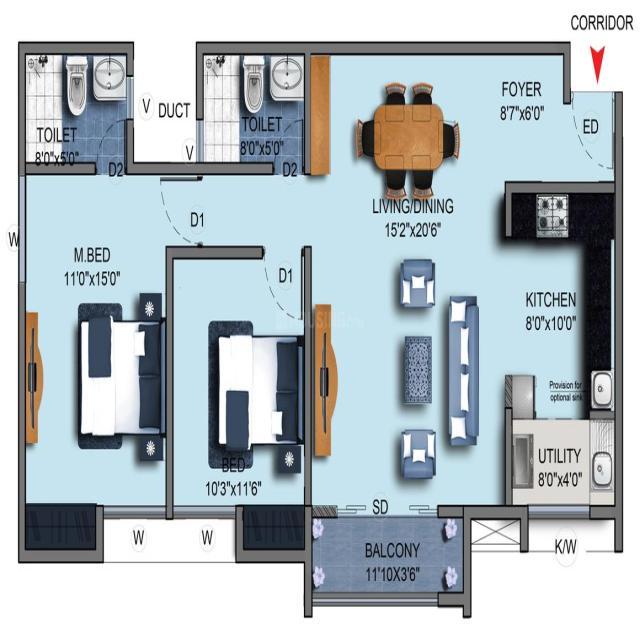 CORRIDOR
FOYER
8'7"x6'0"
ED
TOILET
8'0"x5'0"
V
DUCT
V
TOILET
8'0"x5'0"
D2
D2
LIVING/DINING
15'2"x20'6"
D1
W
M.BED
11'0"x15'0"
D1
KITCHEN
8'0"x10'0"
Provision for
optional sink
BED
10'3"x11'6"
UTILITY
8'0"x4'0"
SD
W
W
K/W
BALCONY
11'10X3'6"